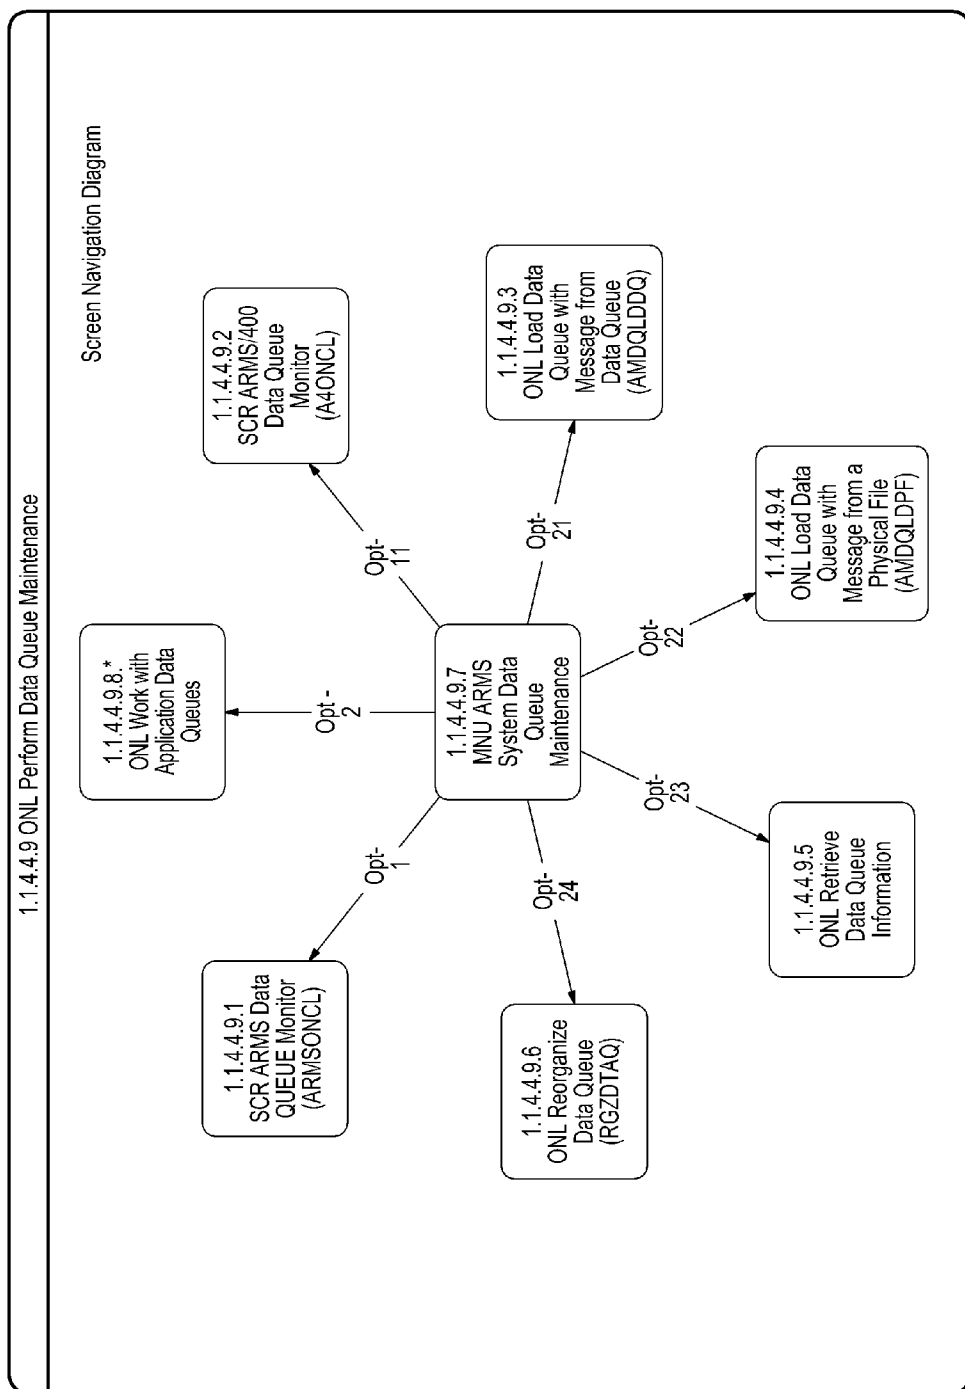 1.1.4.4.9 ONL Perform Data Queue Maintenance
Screen Navigation Diagram
1.1.4.4.9.8.*
ONL Work with
Application Data
Queues
1.1.4.4.9.1
SCR ARMS Data
QUEUE Monitor
(ARMSONCL)
1.1.4.4.9.2
SCR ARMS/400
Data Queue
Monitor
(A4ONCL)
Opt-
1
Opt -
2
Opt-
11
1.1.4.4.9.6
ONL Reorganize
Data Queue
(RGZDTAQ)
Opt-
24
1.1.4.4.9.7
MNU ARMS
System Data
Queue
Maintenance
Opt-
21
1.1.4.4.9.3
ONL Load Data
Queue with
Message from
Data Queue
(AMDQLDDQ)
Opt-
23
Opt-
22
1.1.4.4.9.5
ONL Retrieve
Data Queue
Information
1.1.4.4.9.4
ONL Load Data
Queue with
Message from a
Physical File
(AMDQLDPF)